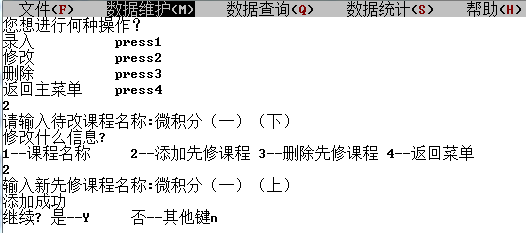 文件(F) 数据维护(M) 数据查询(Q) 数据统计(S) 帮助(H)
您想进行何种操作？
录入 press1
修改 press2
删除 press3
返回主菜单 press4
2
请输入待改课程名称:微积分（一）（下）
修改什么信息?
1--课程名称 2--添加先修课程 3--删除先修课程 4--返回菜单
2
输入新先修课程名称:微积分（一）（上）
添加成功
继续? 是--Y 否--其他键n